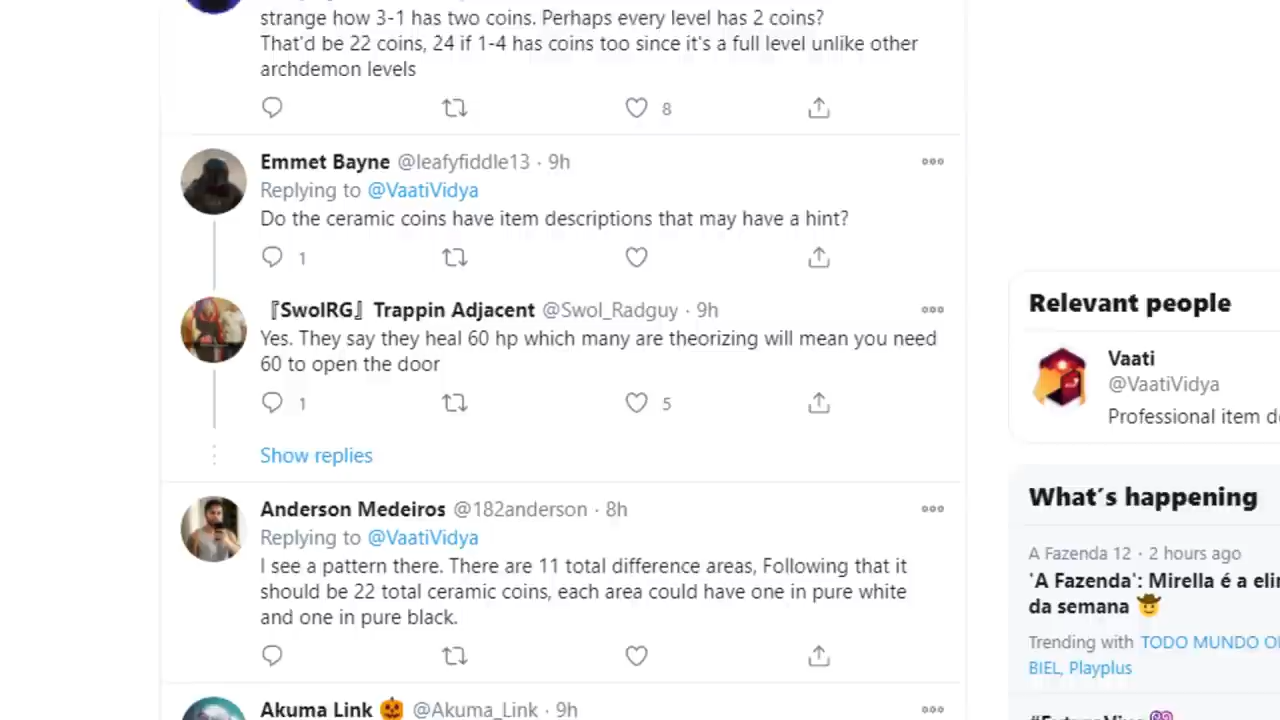 strange how 3-1 has two coins. Perhaps every level has 2 coins?
That'd be 22 coins, 24 if 1-4 has coins too since it's a full level unlike other
archdemon levels
8
Emmet Bayne @leafyfiddle13 · 9h
Replying to @VaatiVidya
Do the ceramic coins have item descriptions that may have a hint?
1
『SwolRG』 Trappin Adjacent @Swol_Radguy · 9h
Yes. They say they heal 60 hp which many are theorizing will mean you need
60 to open the door
1 5
Show replies
Anderson Medeiros @182anderson · 8h
Replying to @VaatiVidya
I see a pattern there. There are 11 total difference areas, Following that it
should be 22 total ceramic coins, each area could have one in pure white
and one in pure black.
Akuma Link 🎃 @Akuma_Link · 9h
Relevant people
Vaati
@VaatiVidya
Professional item
What's happening
A Fazenda 12 · 2 hours ago
'A Fazenda': Mirella é a
da semana 🤠
Trending with TODO MUNDO
BIEL, Playplus